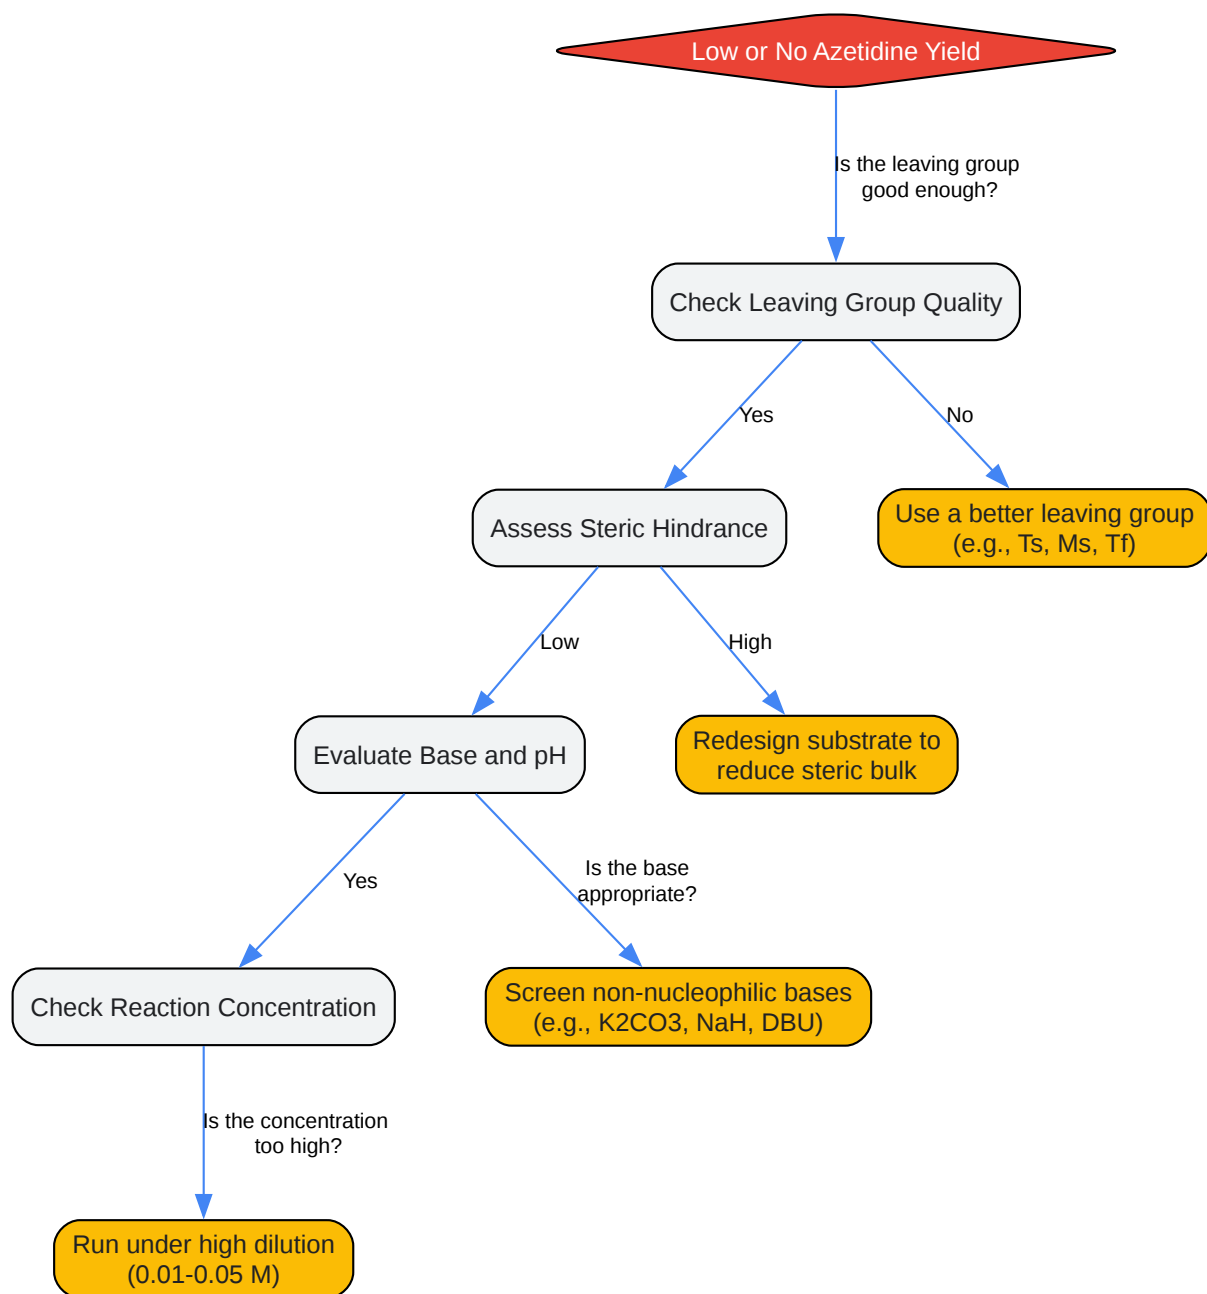 Low or No Azetidine Yield
Is the leaving group
good enough?
Check Leaving Group Quality
Yes
No
Assess Steric Hindrance
Use a better leaving group
(e.g., Ts, Ms, Tf)
Low
High
Evaluate Base and pH
Redesign substrate to
reduce steric bulk
Yes
Is the base
appropriate?
Check Reaction Concentration
Screen non-nucleophilic bases
(e.g., K2CO3, NaH, DBU)
Is the concentration
too high?
Run under high dilution
(0.01-0.05 M)